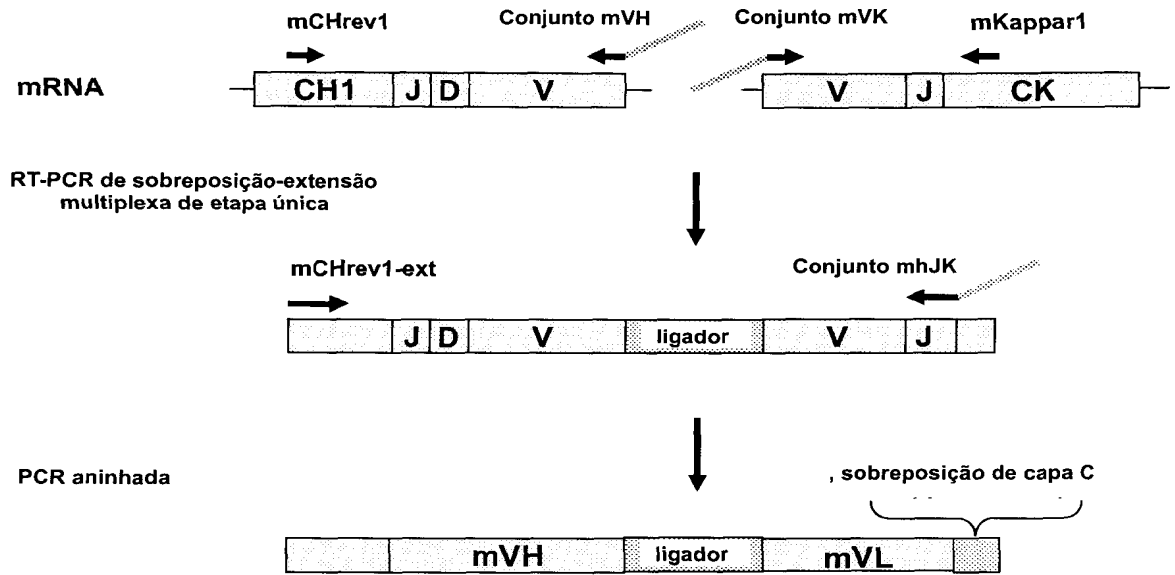 mCHrev1 Conjunto mVH Conjunto mVK mKappar1
mRNA
CH1 J D V V J CK
RT-PCR de sobreposição-extensão
multiplexa de etapa única
mCHrev1-ext Conjunto mhJK
J D V ligador V J
PCR aninhada
, sobreposição de capa C
mVH ligador mVL